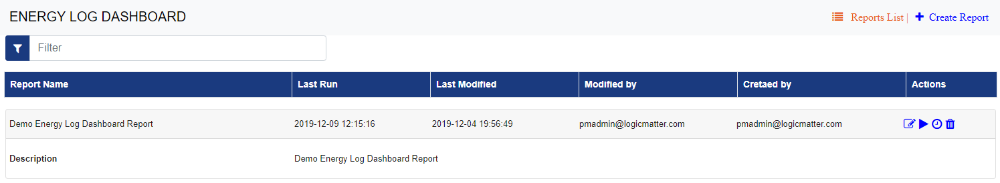 ENERGY LOG DASHBOARD
Reports List | Create Report
Filter
Report Name Last Run Last Modified Modified by Cretaed by Actions
Demo Energy Log Dashboard Report 2019-12-09 12:15:16 2019-12-04 19:56:49 pmadmin@logicmatter.com pmadmin@logicmatter.com
Description Demo Energy Log Dashboard Report